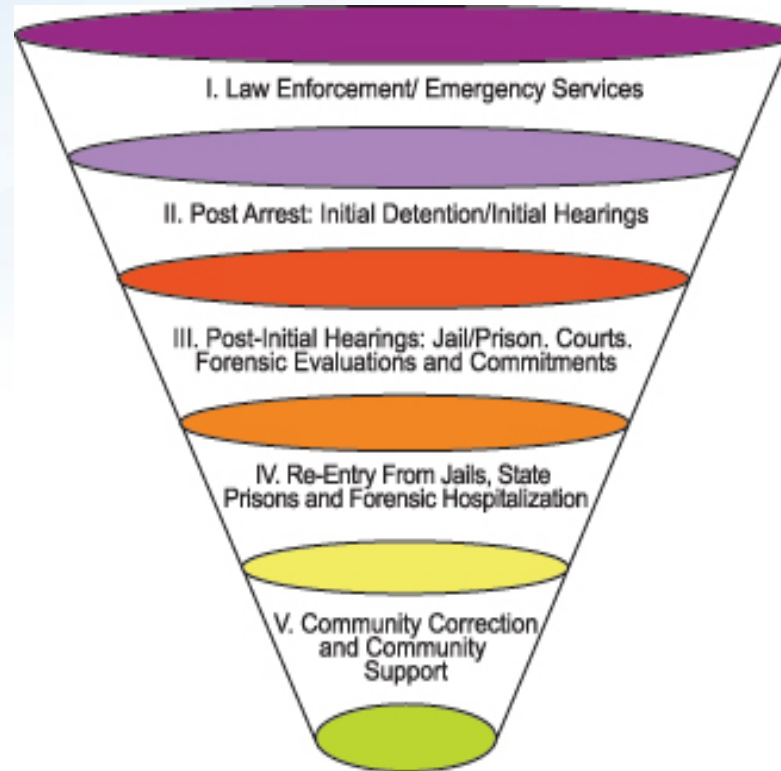 I. Law Enforcement/ Emergency Services
II. Post Arrest: Initial Detention/Initial Hearings
III. Post-Initial Hearings: Jail/Prison. Courts.
Forensic Evaluations and Commitments
IV. Re-Entry From Jails, State
Prisons and Forensic Hospitalization
V. Community Correction
and Community
Support